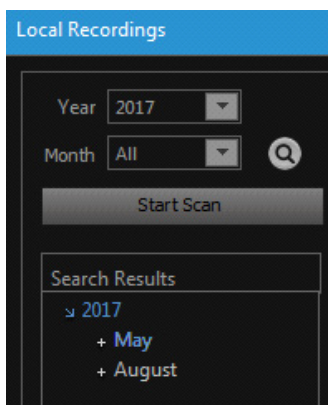 Local Recordings
Year 2017
Month All
Start Scan
Search Results
2017
+ May
+ August